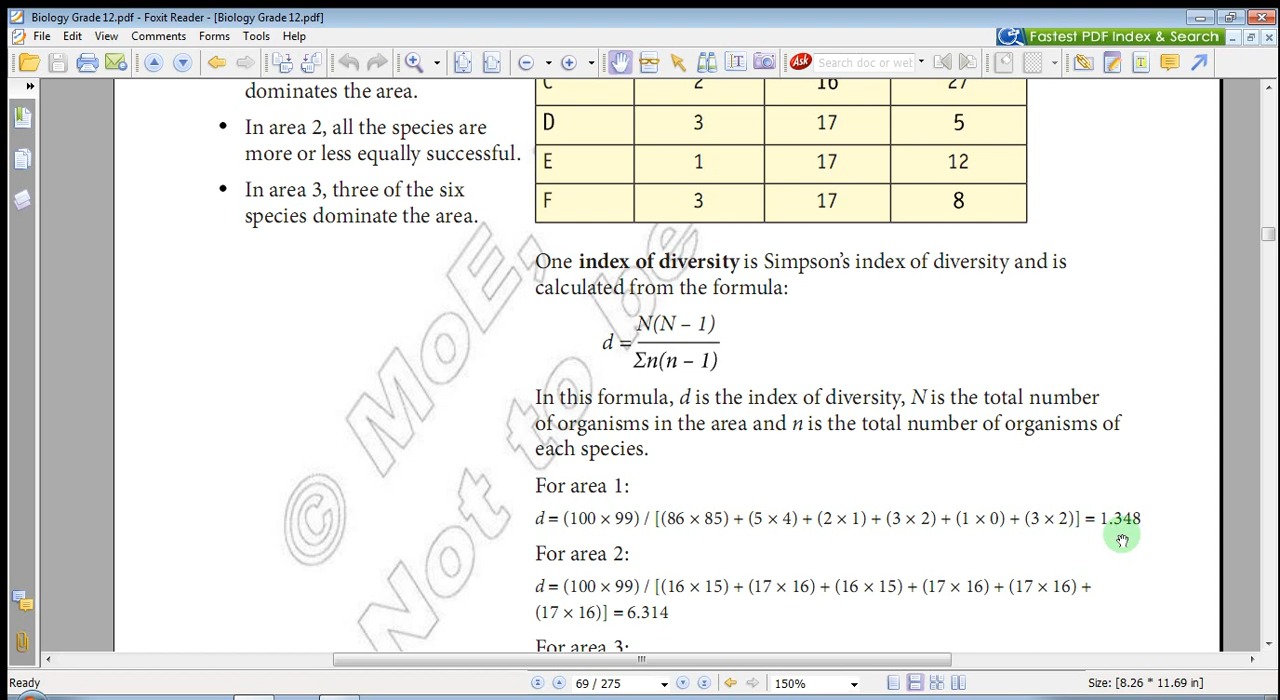 Biology Grade 12.pdf - Foxit Reader - [Biology Grade 12.pdf]
File Edit View Comments Forms Tools Help
Fastest PDF Index & Search
Ask Search doc or web
dominates the area.
• In area 2, all the species are
more or less equally successful.
• In area 3, three of the six
species dominate the area.
C 2 16 27
D 3 17 5
E 1 17 12
F 3 17 8
© MoE,
Not to be
One index of diversity is Simpson's index of diversity and is
calculated from the formula:
d = N(N – 1)
Σn(n – 1)
In this formula, d is the index of diversity, N is the total number
of organisms in the area and n is the total number of organisms of
each species.
For area 1:
d = (100 × 99) / [(86 × 85) + (5 × 4) + (2 × 1) + (3 × 2) + (1 × 0) + (3 × 2)] = 1.348
For area 2:
d = (100 × 99) / [(16 × 15) + (17 × 16) + (16 × 15) + (17 × 16) + (17 × 16) +
(17 × 16)] = 6.314
For area 3:
Ready
69 / 275
150%
Size: [8.26 * 11.69 in]